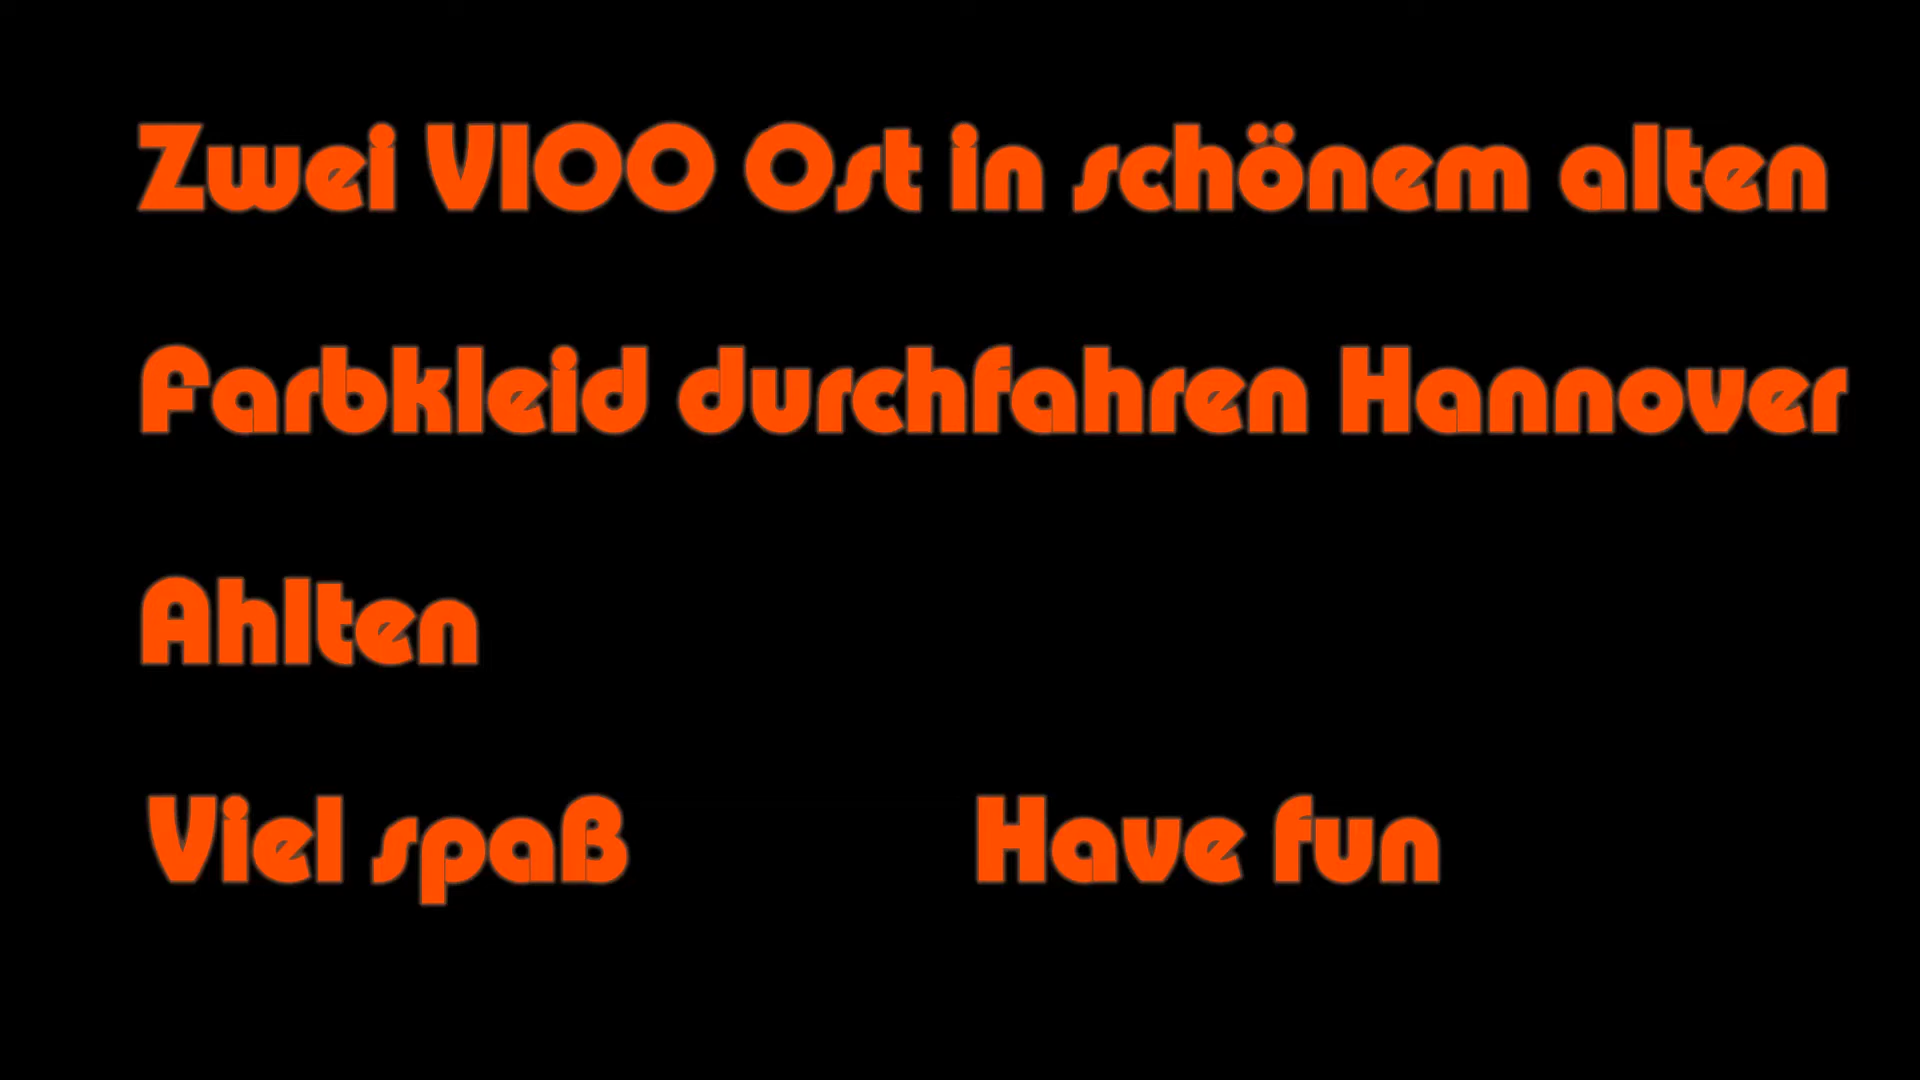 Zwei V100 Ost in schönem alten
Farbkleid durchfahren Hannover
Ahlten
Viel spaß Have fun